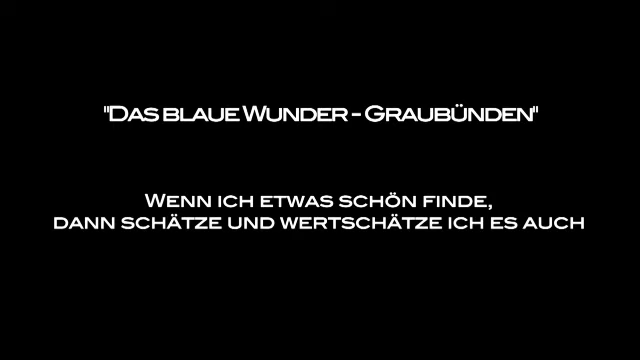 "Das blaue Wunder - Graubünden"
Wenn ich etwas schön finde,
dann schätze und wertschätze ich es auch